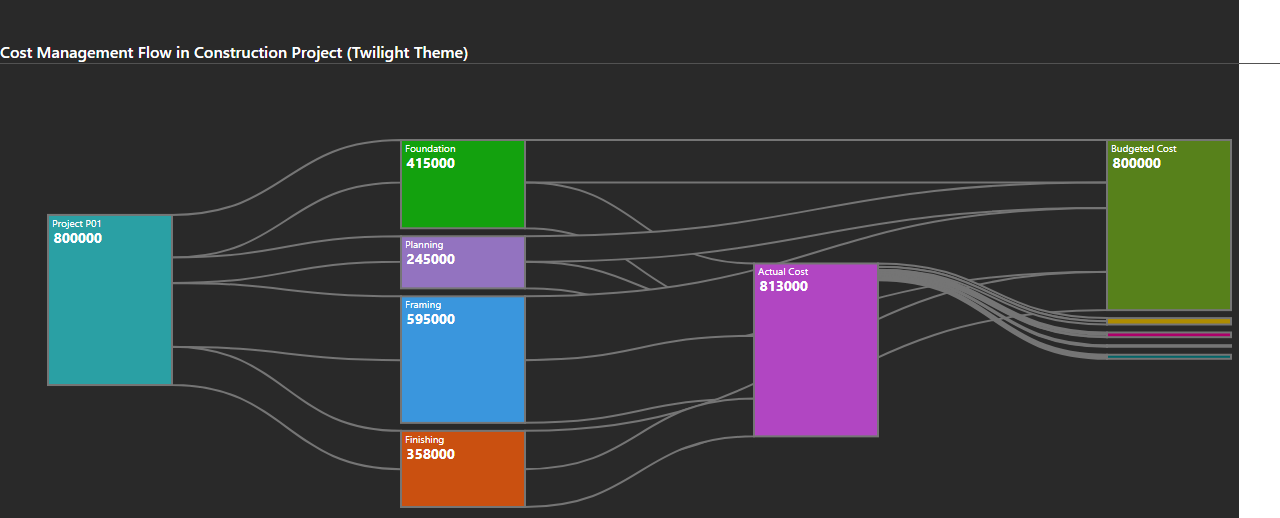 Cost Management Flow in Construction Project (Twilight Theme)
Project P01
800000
Foundation
415000
Planning
245000
Framing
595000
Finishing
358000
Actual Cost
813000
Budgeted Cost
800000